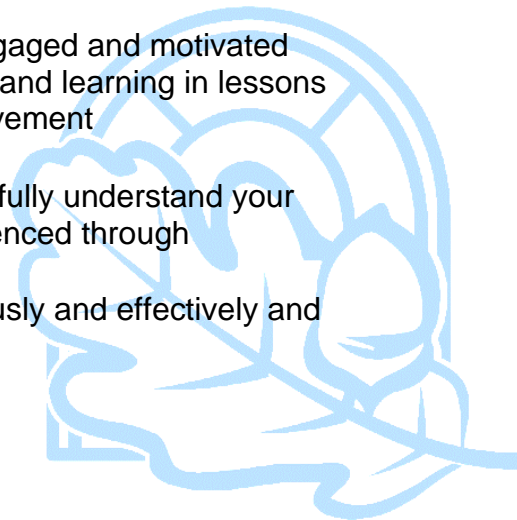 gaged and motivated
and learning in lessons
vement
fully understand your
enced through
usly and effectively and